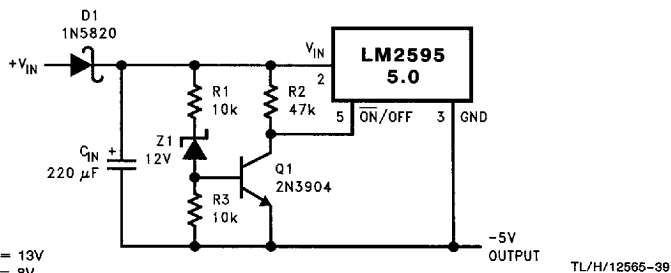 D1
1N5820
+VIN
VIN
2
LM2595
5.0
R1
10k
R2
47k
5
ON/OFF
3
GND
Z1
12V
CIN
+
220 μF
Q1
2N3904
R3
10k
-5V
OUTPUT
= 13V
= 8V
TL/H/12565-39